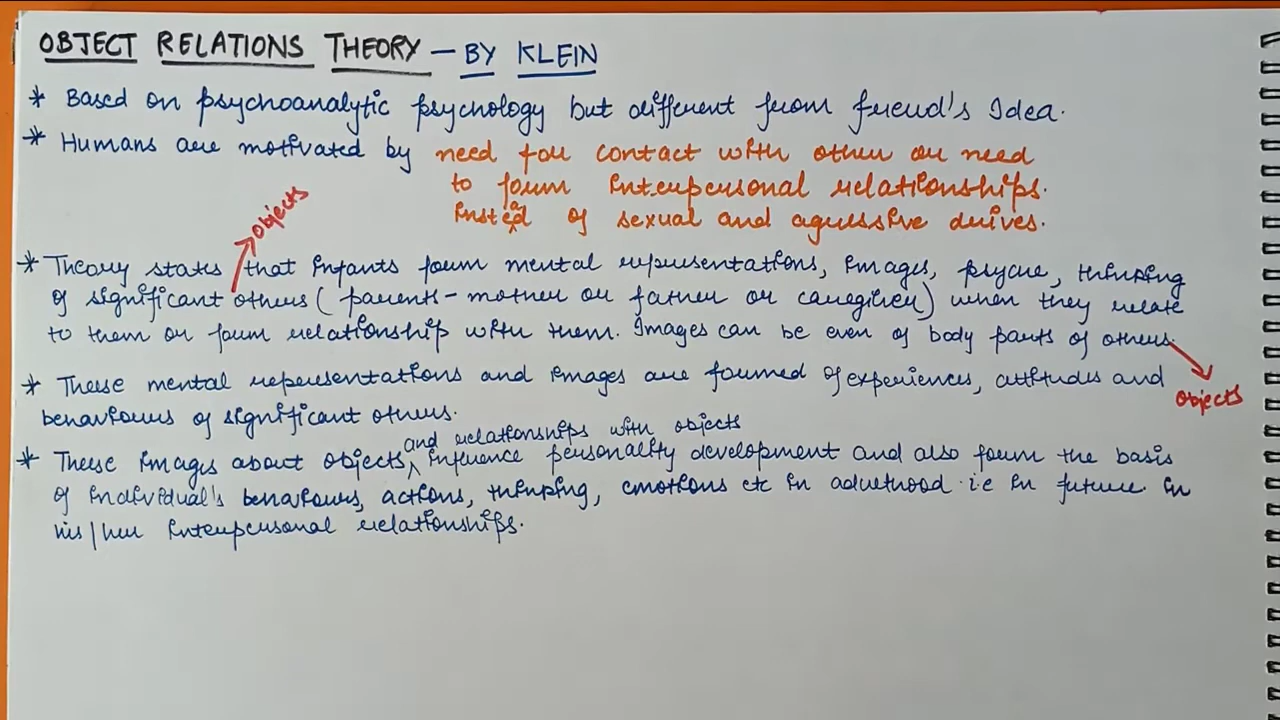 OBJECT RELATIONS THEORY - BY KLEIN
* Based on psychoanalytic psychology but different from freud's Idea.
* Humans are motivated by need for contact with other or need
to form interpersonal relationships.
Instead of sexual and agressive drives.
objects
* Theory states that infants form mental representations, images, psyche, thinking
of significant others (parent - mother or father or caregiver) when they relate
to them or form relationship with them. Images can be even of body parts of others.
objects
* These mental representations and images are formed of experiences, attitudes and
behaviours of significant others.
and relationships with objects
* These images about objects ^ influence personality development and also form the basis
of individual's behaviours, actions, thinking, emotions etc in adulthood i.e in future in
his/her interpersonal relationships.